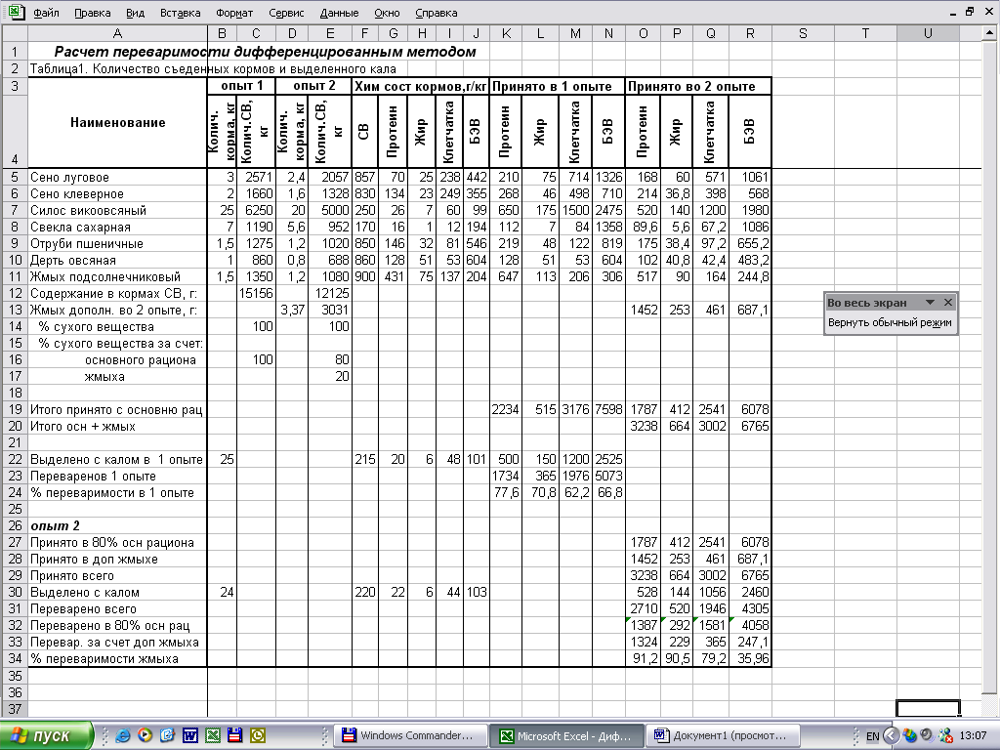 Файл Правка Вид Вставка Формат Сервис Данные Окно Справка
A B C D E F G H I J K L M N O P Q R S T U
1 Расчет переваримости дифференцированным методом
2 Таблица1. Количество съеденных кормов и выделенного кала
3 опыт 1 опыт 2 Хим сост кормов,г/кг Принято в 1 опыте Принято во 2 опыте
4 Наименование Колич. корма, кг Колич.СВ, кг Колич. корма, кг Колич.СВ, кг СВ Протеин Жир Клетчатка БЭВ Протеин Жир Клетчатка БЭВ Протеин Жир Клетчатка БЭВ
5 Сено луговое 3 2571 2,4 2057 857 70 25 238 442 210 75 714 1326 168 60 571 1061
6 Сено клеверное 2 1660 1,6 1328 830 134 23 249 355 268 46 498 710 214 36,8 398 568
7 Силос викоовсяный 25 6250 20 5000 250 26 7 60 99 650 175 1500 2475 520 140 1200 1980
8 Свекла сахарная 7 1190 5,6 952 170 16 1 12 194 112 7 84 1358 89,6 5,6 67,2 1086
9 Отруби пшеничные 1,5 1275 1,2 1020 850 146 32 81 546 219 48 122 819 175 38,4 97,2 655,2
10 Дерть овсяная 1 860 0,8 688 860 128 51 53 604 128 51 53 604 102 40,8 42,4 483,2
11 Жмых подсолнечниковый 1,5 1350 1,2 1080 900 431 75 137 204 647 113 206 306 517 90 164 244,8
12 Содержание в кормах СВ, г: 15156 12125
13 Жмых дополн. во 2 опыте, г: 3,37 3031 1452 253 461 687,1
14 % сухого вещества 100 100
15 % сухого вещества за счет:
16 основного рациона 100 80
17 жмыха 20
18
19 Итого принято с основню рац 2234 515 3176 7598 1787 412 2541 6078
20 Итого осн + жмых 3238 664 3002 6765
21
22 Выделено с калом в 1 опыте 25 215 20 6 48 101 500 150 1200 2525
23 Переваренов 1 опыте 1734 365 1976 5073
24 % переваримости в 1 опыте 77,6 70,8 62,2 66,8
25
26 опыт 2
27 Принято в 80% осн рациона 1787 412 2541 6078
28 Принято в доп жмыхе 1452 253 461 687,1
29 Принято всего 3238 664 3002 6765
30 Выделено с калом 24 220 22 6 44 103 528 144 1056 2460
31 Переварено всего 2710 520 1946 4305
32 Переварено в 80% осн рац 1387 292 1581 4058
33 Перевар. за счет доп жмыха 1324 229 365 247,1
34 % переваримости жмыха 91,2 90,5 79,2 35,96
35
36
37
Во весь экран
Вернуть обычный режим
пуск Windows Commander... Microsoft Excel - Диф... Документ1 (просмот... EN 13:07